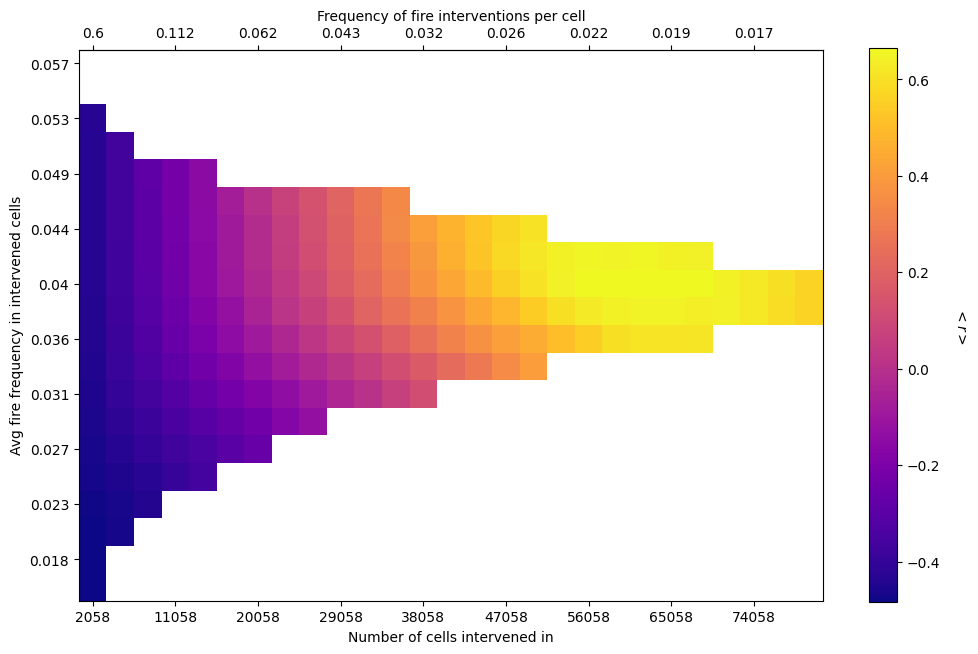 Frequency of fire interventions per cell
0.6 0.112 0.062 0.043 0.032 0.026 0.022 0.019 0.017
Avg fire frequency in intervened cells
0.057
0.053
0.049
0.044
0.04
0.036
0.031
0.027
0.023
0.018
2058 11058 20058 29058 38058 47058 56058 65058 74058
Number of cells intervened in
0.6
0.4
0.2
0.0
−0.2
−0.4
< r >